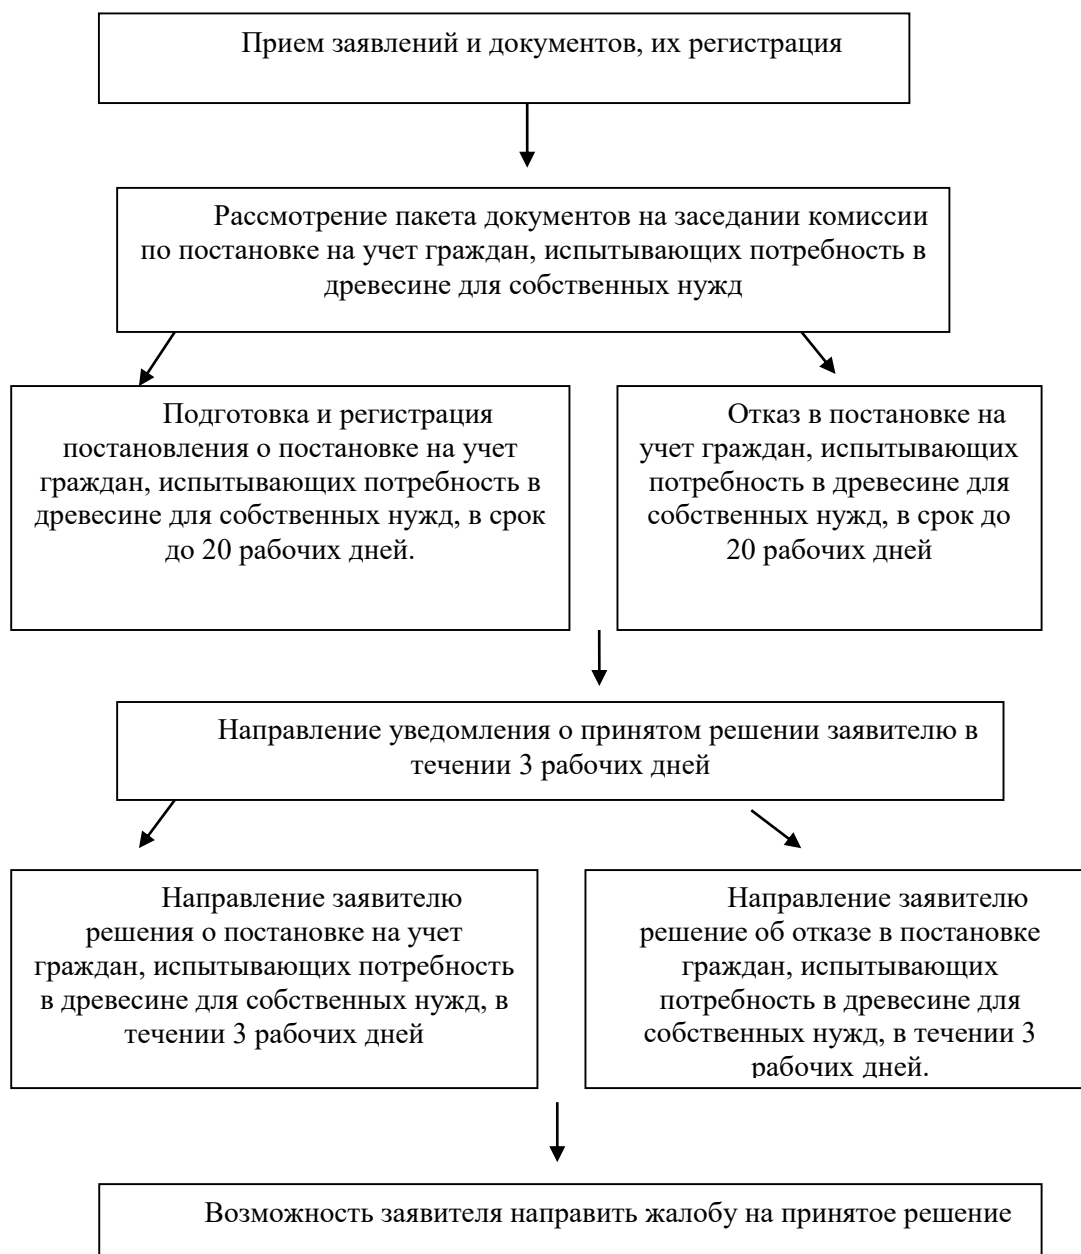 Прием заявлений и документов, их регистрация
Рассмотрение пакета документов на заседании комиссии
по постановке на учет граждан, испытывающих потребность в
древесине для собственных нужд
Подготовка и регистрация
постановления о постановке на учет
граждан, испытывающих потребность в
древесине для собственных нужд, в срок
до 20 рабочих дней.
Отказ в постановке на
учет граждан, испытывающих
потребность в древесине для
собственных нужд, в срок до
20 рабочих дней
Направление уведомления о принятом решении заявителю в
течении 3 рабочих дней
Направление заявителю
решения о постановке на учет
граждан, испытывающих потребность
в древесине для собственных нужд, в
течении 3 рабочих дней
Направление заявителю
решение об отказе в постановке
граждан, испытывающих
потребность в древесине для
собственных нужд, в течении 3
рабочих дней.
Возможность заявителя направить жалобу на принятое решение